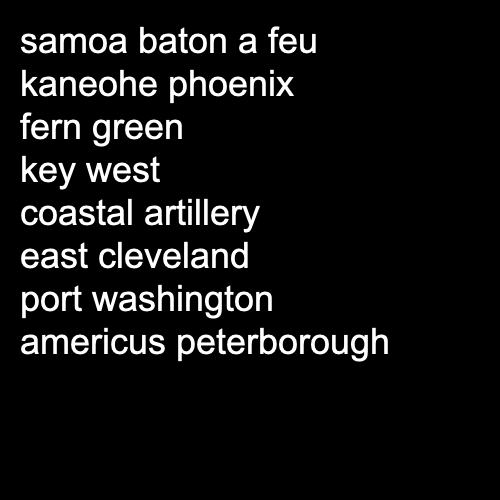 samoa baton a feu
kaneohe phoenix
fern green
key west
coastal artillery
east cleveland
port washington
americus peterborough